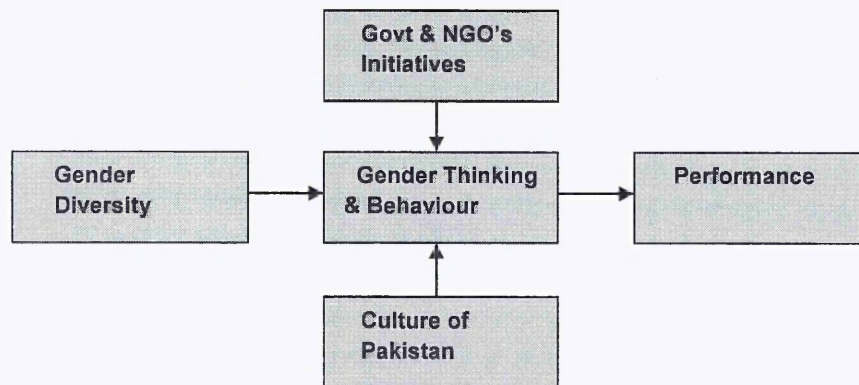 Govt & NGO's
Initiatives
Gender
Diversity
Gender Thinking
& Behaviour
Performance
Culture of
Pakistan